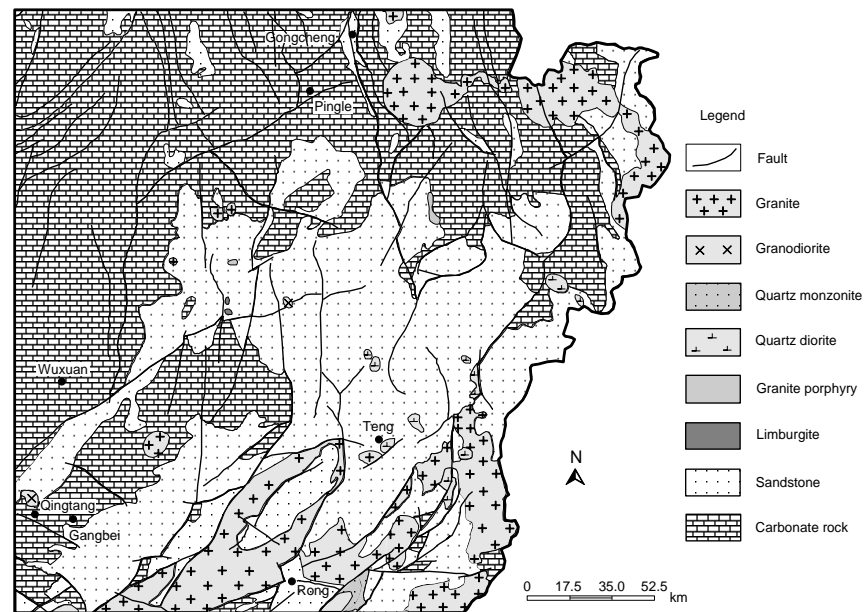 Gongcheng
Pingle
Wuxuan
Teng
Qingtang
Gangbei
Rong
Legend
Fault
Granite
Granodiorite
Quartz monzonite
Quartz diorite
Granite porphyry
Limburgite
Sandstone
Carbonate rock
N
0 17.5 35.0 52.5
km